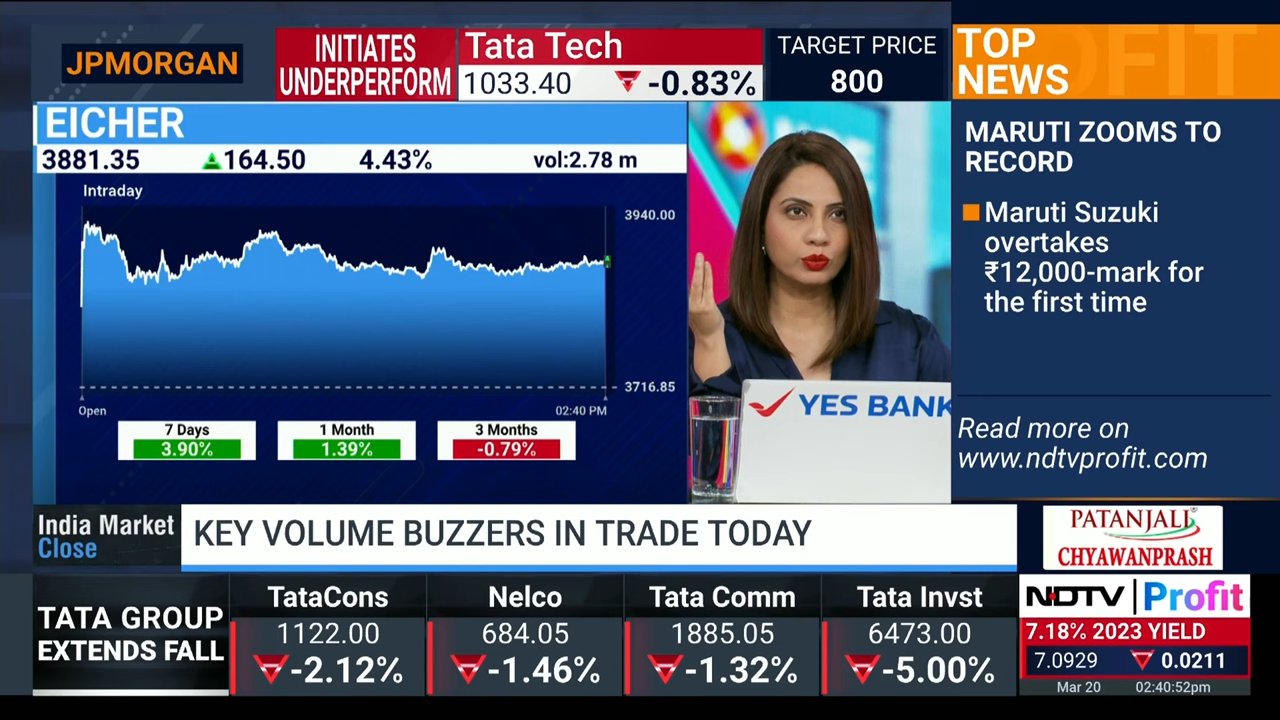 JPMORGAN
INITIATES
UNDERPERFORM
Tata Tech
1033.40 -0.83%
TARGET PRICE
800
TOP
NEWS
EICHER
3881.35 164.50 4.43% vol:2.78 m
Intraday
3940.00
3716.85
Open 02:40 PM
7 Days 1 Month 3 Months
3.90% 1.39% -0.79%
YES BANK
MARUTI ZOOMS TO
RECORD
Maruti Suzuki
overtakes
₹12,000-mark for
the first time
Read more on
www.ndtvprofit.com
India Market
Close
KEY VOLUME BUZZERS IN TRADE TODAY
PATANJALI
CHYAWANPRASH
TATA GROUP
EXTENDS FALL
TataCons Nelco Tata Comm Tata Invst
1122.00 684.05 1885.05 6473.00
-2.12% -1.46% -1.32% -5.00%
NDTV Profit
7.18% 2023 YIELD
7.0929 0.0211
Mar 20 02:40:52pm